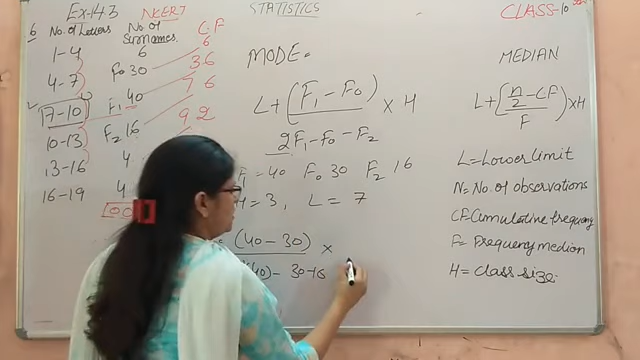 Ex-14.3 NCERT STATISTICS CLASS-10
6 No. of Letters No. of Surnames. C.F
1-4 6 6
4-7 F0 30 36
7-10 F1 40 76
10-13 F2 16 92
13-16 4
16-19 4
100
MODE =
L+(F1-F0) X H
2F1-F0-F2
F1=40 F0 30 F2 16
H=3, L=7
(40-30) X
(40)-30-16
MEDIAN
L+[n/2-CF]XH
F
L=Lower limit
N=No. of observations
CF=Cumulative frequency
F=Frequency median
H=Class size